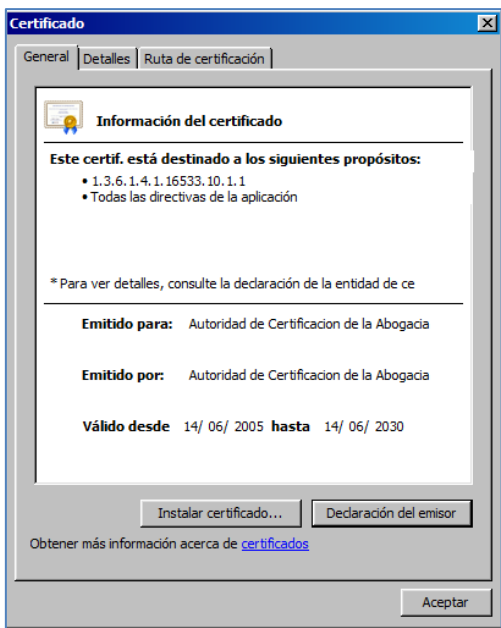 Certificado
General Detalles Ruta de certificación
Información del certificado
Este certif. está destinado a los siguientes propósitos:
• 1.3.6.1.4.1.16533.10.1.1
• Todas las directivas de la aplicación
* Para ver detalles, consulte la declaración de la entidad de ce
Emitido para: Autoridad de Certificacion de la Abogacia
Emitido por: Autoridad de Certificacion de la Abogacia
Válido desde 14/ 06/ 2005 hasta 14/ 06/ 2030
Instalar certificado... Declaración del emisor
Obtener más información acerca de certificados
Aceptar